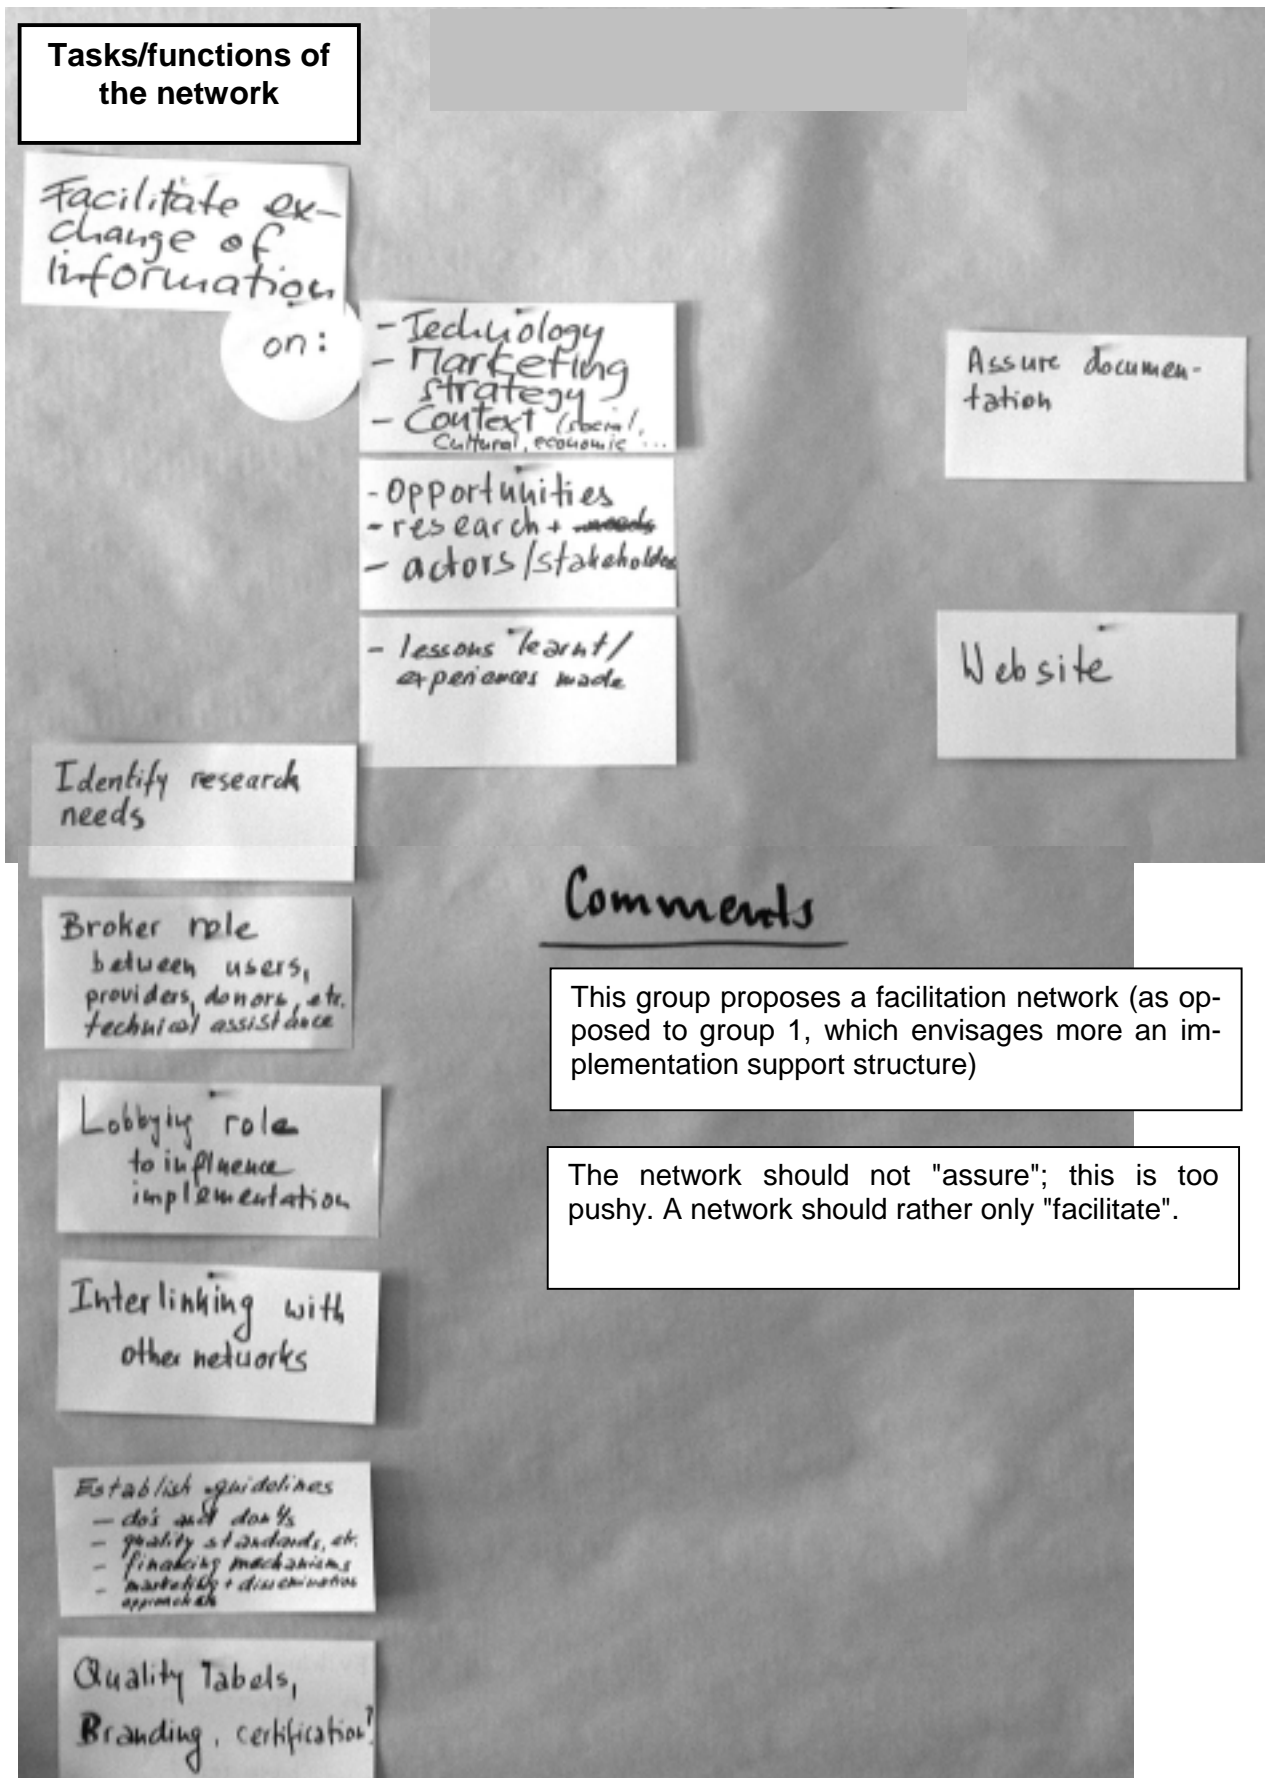 Tasks/functions of
the network
Facilitate ex-
change of
information
on:
- Technology
- Marketing
strategy
- Context (social,
Cultural, economic ...
- Opportunities
- research +
- actors/stakeholder
- lessons learnt/
experiences made
Assure documen-
tation
Website
Identify research
needs
Broker role
between users,
providers, donors, etc.
technical assistance
Lobbying role
to influence
implementation
Interlinking with
other networks
Establish guidelines
- do's and don'ts
- quality standards, etc.
- financing mechanisms
- marketing + dissemination
approaches
Quality labels,
Branding, certification?
Comments
This group proposes a facilitation network (as op-
posed to group 1, which envisages more an im-
plementation support structure)
The network should not "assure"; this is too
pushy. A network should rather only "facilitate".